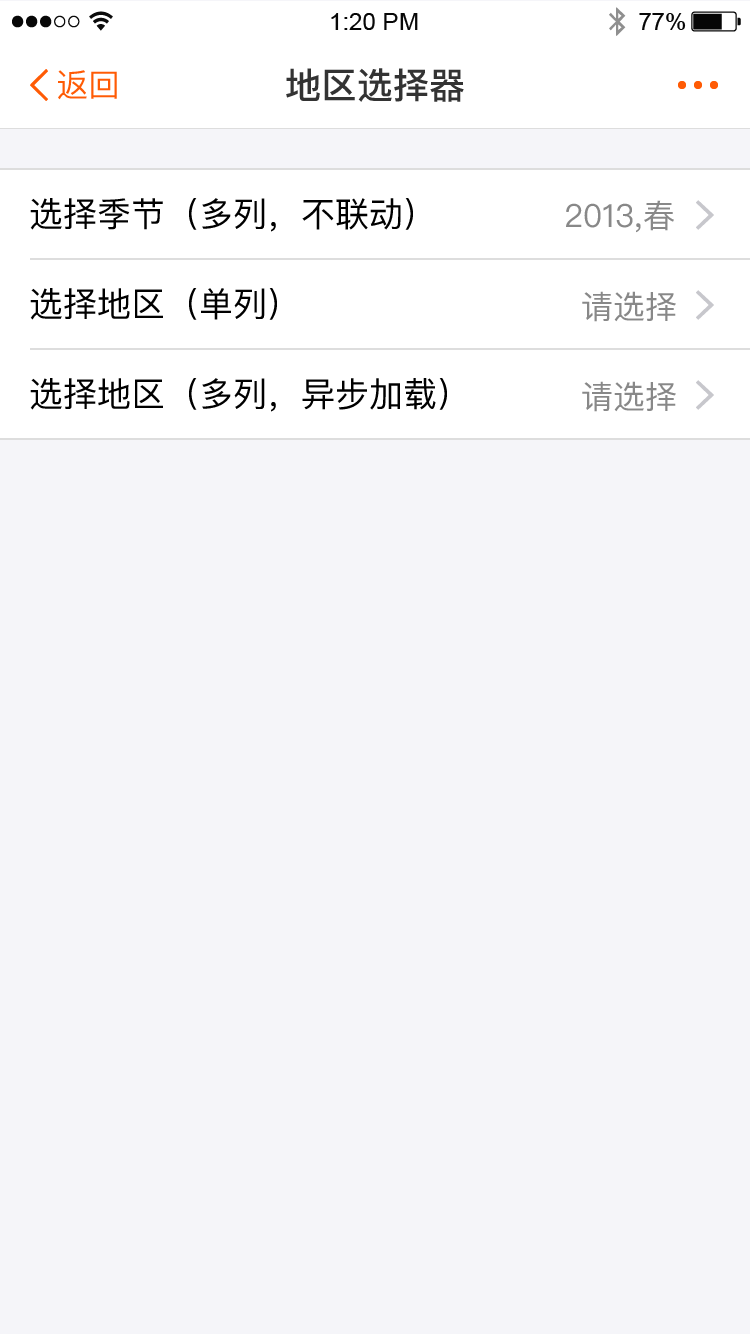 1:20 PM 77%
返回 地区选择器
选择季节（多列，不联动） 2013,春
选择地区（单列） 请选择
选择地区（多列，异步加载） 请选择